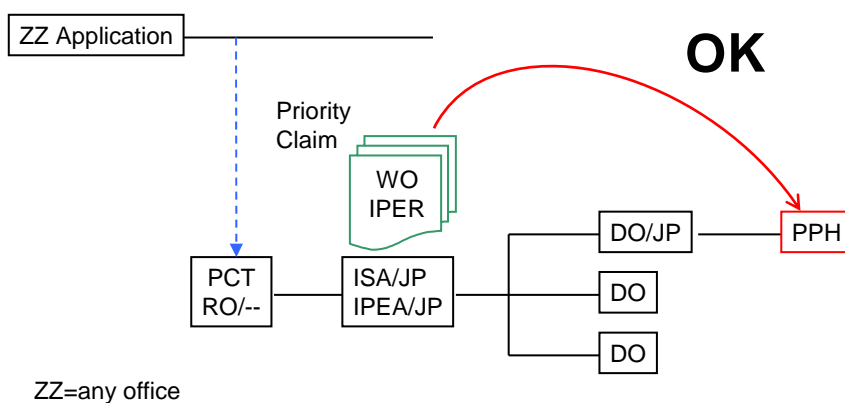 ZZ Application
OK
Priority
Claim
WO
IPER
DO/JP
PPH
PCT
RO/--
ISA/JP
IPEA/JP
DO
DO
ZZ=any office